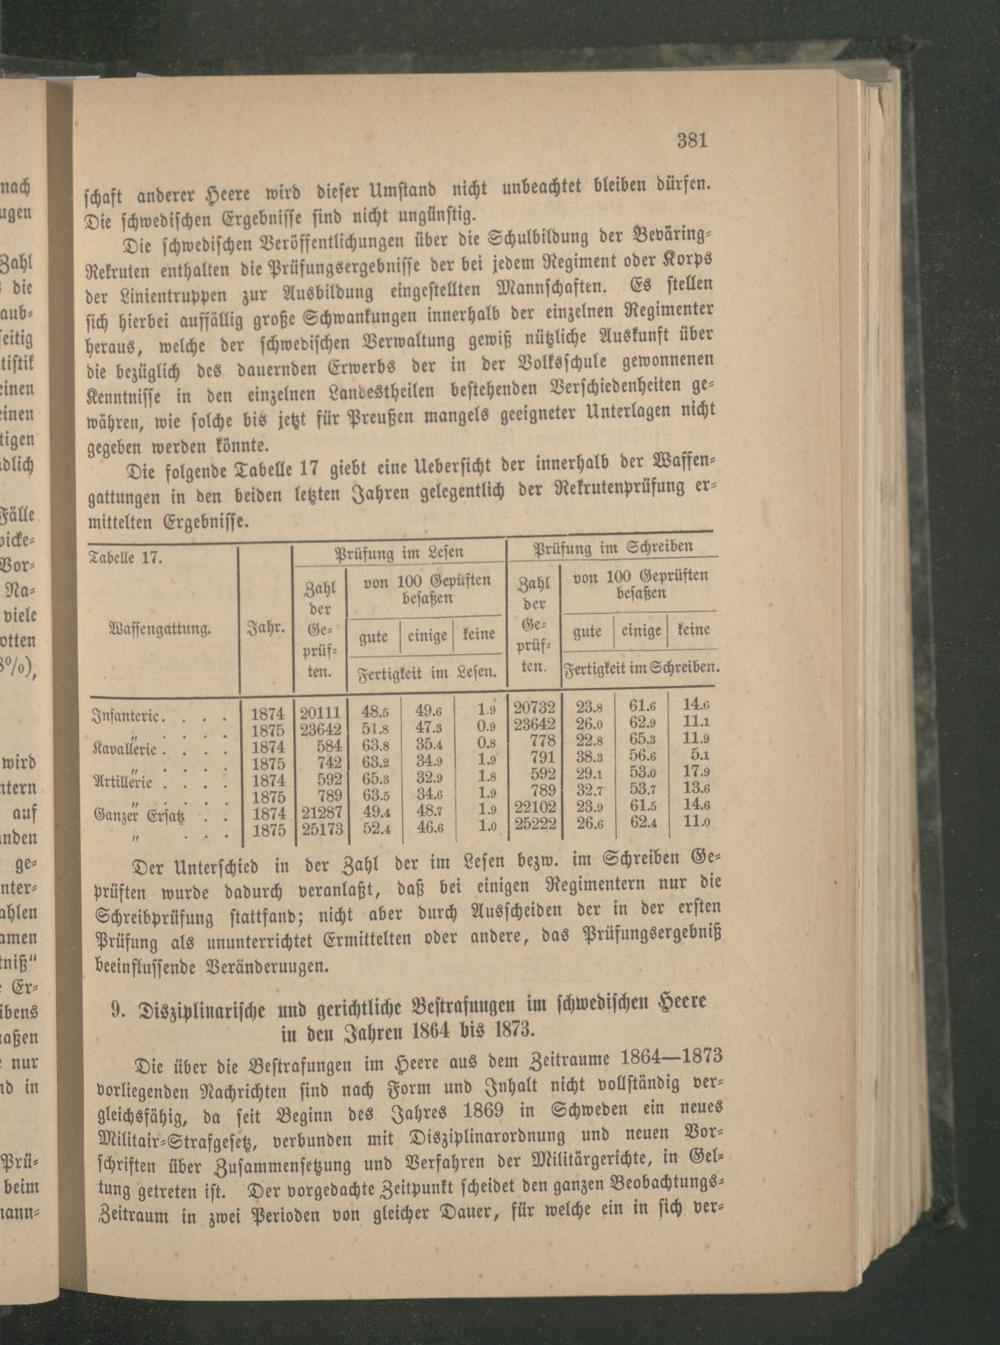 381
schaft anderer Heere wird dieser Umstand nicht unbeachtet bleiben dürfen.
Die schwedischen Ergebnisse sind nicht ungünstig.
Die schwedischen Veröffentlichungen über die Schulbildung der Beväring-
Rekruten enthalten die Prüfungsergebnisse der bei jedem Regiment oder Korps
der Linientruppen zur Ausbildung eingestellten Mannschaften. Es stellen
sich hierbei auffällig große Schwankungen innerhalb der einzelnen Regimenter
heraus, welche der schwedischen Verwaltung gewiß nützliche Auskunft über
die bezüglich des dauernden Erwerbs der in der Volksschule gewonnenen
Kenntnisse in den einzelnen Landestheilen bestehenden Verschiedenheiten ge-
währen, wie solche bis jetzt für Preußen mangels geeigneter Unterlagen nicht
gegeben werden könnte.
Die folgende Tabelle 17 giebt eine Uebersicht der innerhalb der Waffen-
gattungen in den beiden letzten Jahren gelegentlich der Rekrutenprüfung er-
mittelten Ergebnisse.
Tabelle 17. Prüfung im Lesen Prüfung im Schreiben
Waffengattung. Jahr. Zahl der Ge- prüf- ten. von 100 Gepüften besaßen Zahl der Ge- prüf- ten. von 100 Geprüften besaßen
gute einige keine gute einige keine
Fertigkeit im Lesen. Fertigkeit im Schreiben.
Infanterie. . . . 1874 20111 48.5 49.6 1.9 20732 23.8 61.6 14.6
„ . . . . 1875 23642 51.8 47.3 0.9 23642 26.0 62.9 11.1
Kavallerie . . . . 1874 584 63.8 35.4 0.8 778 22.8 65.3 11.9
„ . . . . 1875 742 63.2 34.9 1.9 791 38.3 56.6 5.1
Artillerie . . . . 1874 592 65.3 32.9 1.8 592 29.1 53.0 17.9
„ . . . . 1875 789 63.5 34.6 1.9 789 32.7 53.7 13.6
Ganzer Ersatz . . 1874 21287 49.4 48.7 1.9 22102 23.9 61.5 14.6
„ . . . 1875 25173 52.4 46.6 1.0 25222 26.6 62.4 11.0
Der Unterschied in der Zahl der im Lesen bezw. im Schreiben Ge-
prüften wurde dadurch veranlaßt, daß bei einigen Regimentern nur die
Schreibprüfung stattfand; nicht aber durch Ausscheiden der in der ersten
Prüfung als ununterrichtet Ermittelten oder andere, das Prüfungsergebniß
beeinflussende Veränderuugen.
9. Disziplinarische und gerichtliche Bestrafungen im schwedischen Heere
in den Jahren 1864 bis 1873.
Die über die Bestrafungen im Heere aus dem Zeitraume 1864—1873
vorliegenden Nachrichten sind nach Form und Inhalt nicht vollständig ver-
gleichsfähig, da seit Beginn des Jahres 1869 in Schweden ein neues
Militair-Strafgesetz, verbunden mit Disziplinarordnung und neuen Vor-
schriften über Zusammensetzung und Verfahren der Militärgerichte, in Gel-
tung getreten ist. Der vorgedachte Zeitpunkt scheidet den ganzen Beobachtungs-
Zeitraum in zwei Perioden von gleicher Dauer, für welche ein in sich ver-